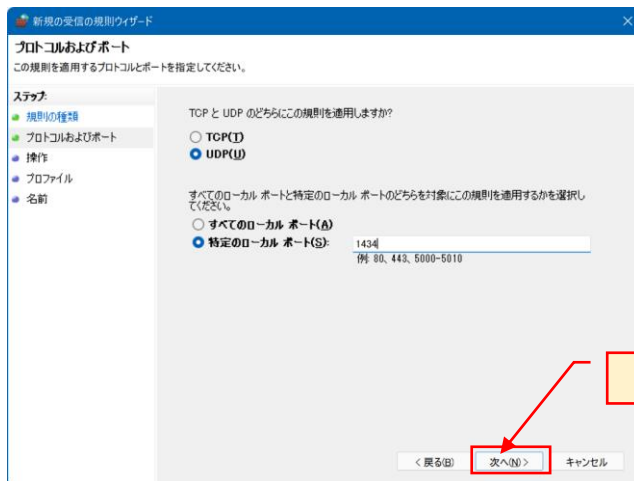 新規の受信の規則ウィザード
プロトコルおよびポート
この規則を適用するプロトコルとポートを指定してください。
ステップ:
規則の種類
プロトコルおよびポート
操作
プロファイル
名前
TCP と UDP のどちらにこの規則を適用しますか?
TCP(T)
UDP(U)
すべてのローカル ポートと特定のローカル ポートのどちらを対象にこの規則を適用するかを選択し
てください。
すべてのローカル ポート(A)
特定のローカル ポート(S): 1434
例: 80、443、5000-5010
< 戻る(B) 次へ(N) > キャンセル